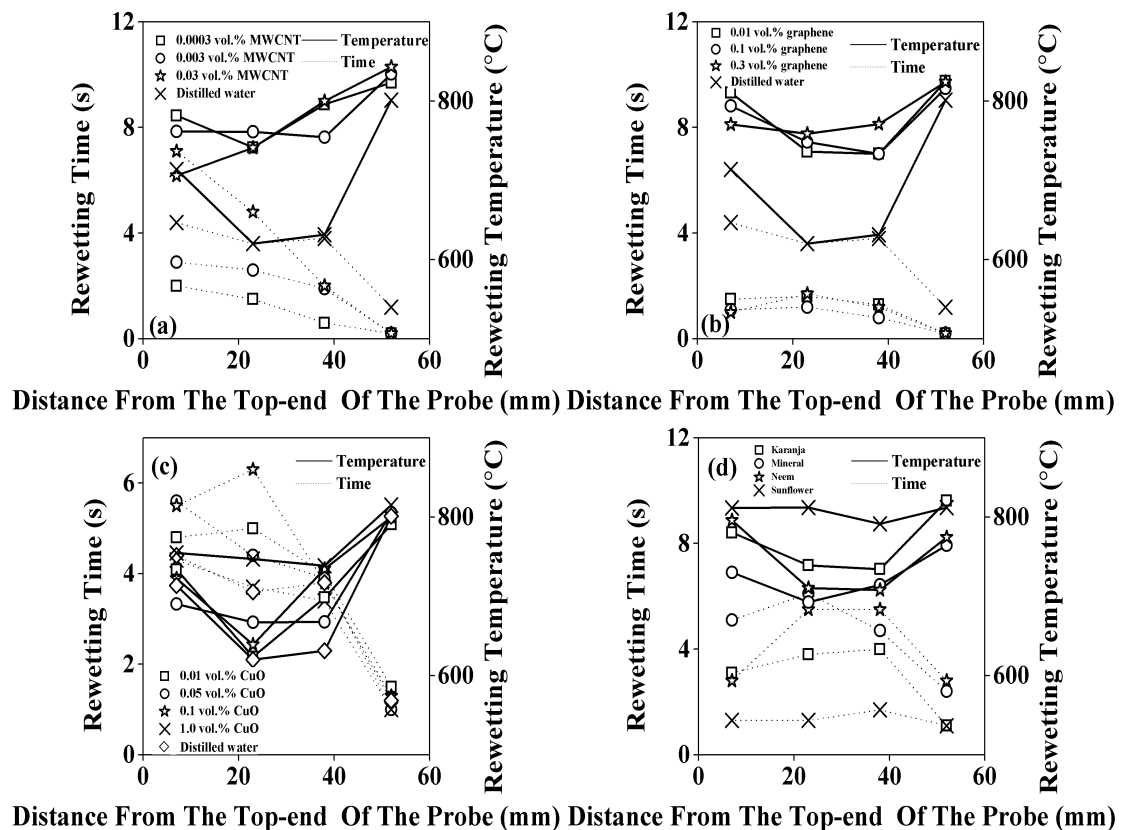 12
8
4
0
Rewetting Time (s)
0.0003 vol.% MWCNT
0.003 vol.% MWCNT
0.03 vol.% MWCNT
Distilled water
Temperature
Time
(a)
800
600
Rewetting Temperature (°C)
0 20 40 60
Distance From The Top-end Of The Probe (mm)
12
8
4
0
Rewetting Time (s)
0.01 vol.% graphene
0.1 vol.% graphene
0.3 vol.% graphene
Distilled water
Temperature
Time
(b)
800
600
Rewetting Temperature (°C)
0 20 40 60
Distance From The Top-end Of The Probe (mm)
6
4
2
0
Rewetting Time (s)
(c)
Temperature
Time
0.01 vol.% CuO
0.05 vol.% CuO
0.1 vol.% CuO
1.0 vol.% CuO
Distilled water
800
600
Rewetting Temperature (°C)
0 20 40 60
Distance From The Top-end Of The Probe (mm)
12
8
4
0
Rewetting Time (s)
Karanja
Mineral
Neem
Sunflower
Temperature
Time
(d)
800
600
Rewetting Temperature (°C)
0 20 40 60
Distance From The Top-end Of The Probe (mm)